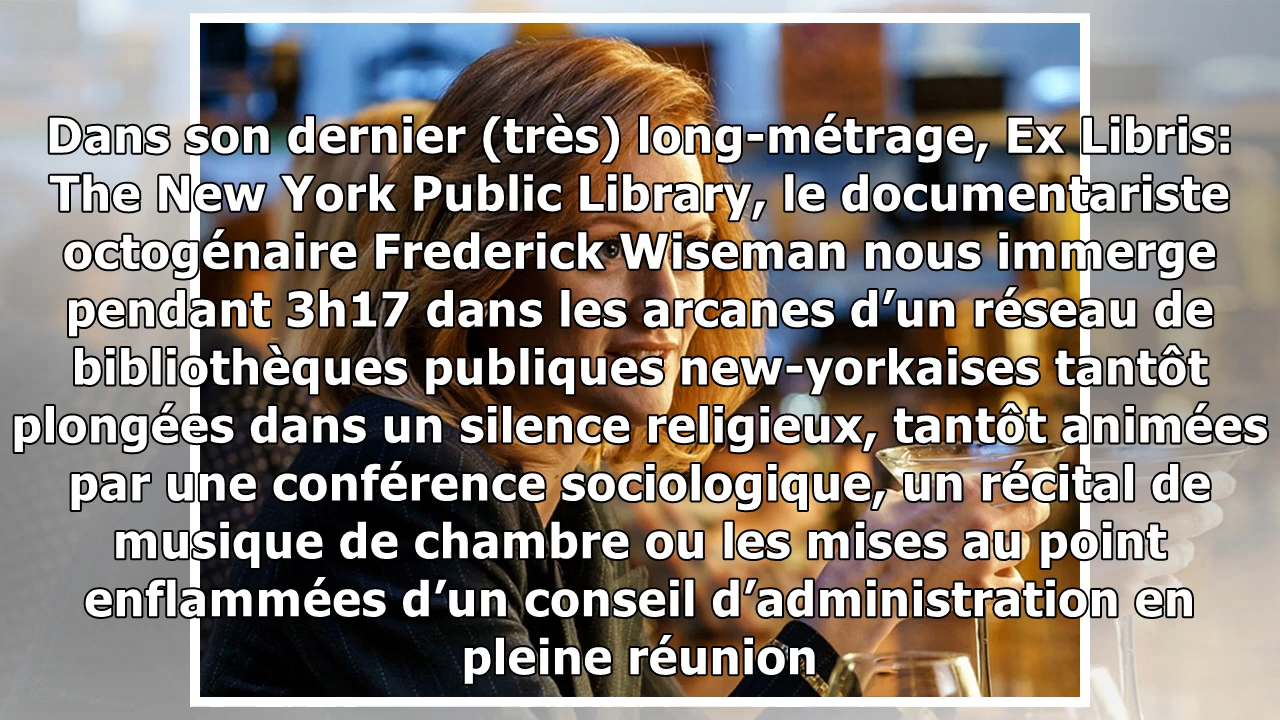 Dans son dernier (très) long-métrage, Ex Libris:
The New York Public Library, le documentariste
octogénaire Frederick Wiseman nous immerge
pendant 3h17 dans les arcanes d’un réseau de
bibliothèques publiques new-yorkaises tantôt
plongées dans un silence religieux, tantôt animées
par une conférence sociologique, un récital de
musique de chambre ou les mises au point
enflammées d’un conseil d’administration en
pleine réunion